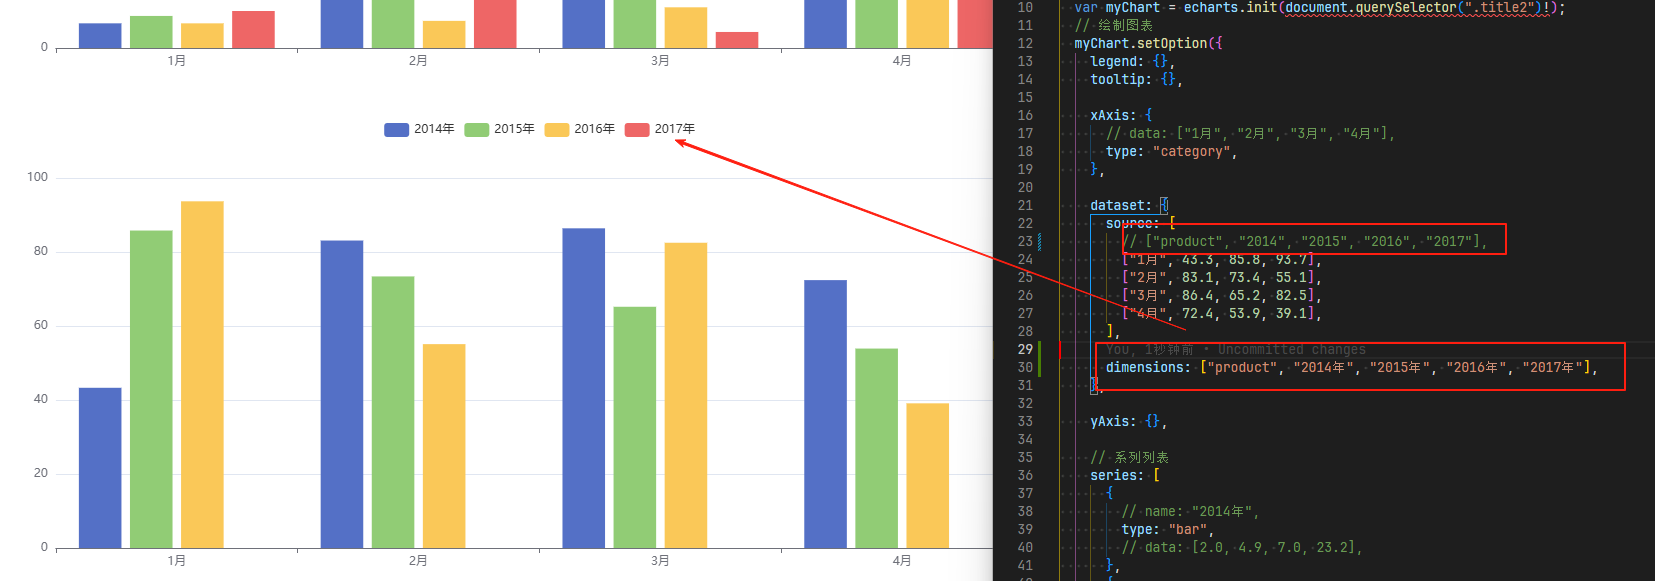 0
1月 2月 3月 4月
2014年 2015年 2016年 2017年
100
80
60
40
20
0
1月 2月 3月 4月
10 var myChart = echarts.init(document.querySelector(".title2")!);
11 // 绘制图表
12 myChart.setOption({
13 legend: {},
14 tooltip: {},
15
16 xAxis: {
17 // data: ["1月", "2月", "3月", "4月"],
18 type: "category",
19 },
20
21 dataset: {
22 source: [
23 // ["product", "2014", "2015", "2016", "2017"],
24 ["1月", 43.3, 85.8, 93.7],
25 ["2月", 83.1, 73.4, 55.1],
26 ["3月", 86.4, 65.2, 82.5],
27 ["4月", 72.4, 53.9, 39.1],
28 ],
29 You, 1秒钟前 • Uncommitted changes
30 dimensions: ["product", "2014年", "2015年", "2016年", "2017年"],
31 },
32
33 yAxis: {},
34
35 // 系列列表
36 series: [
37 {
38 // name: "2014年",
39 type: "bar",
40 // data: [2.0, 4.9, 7.0, 23.2],
41 },